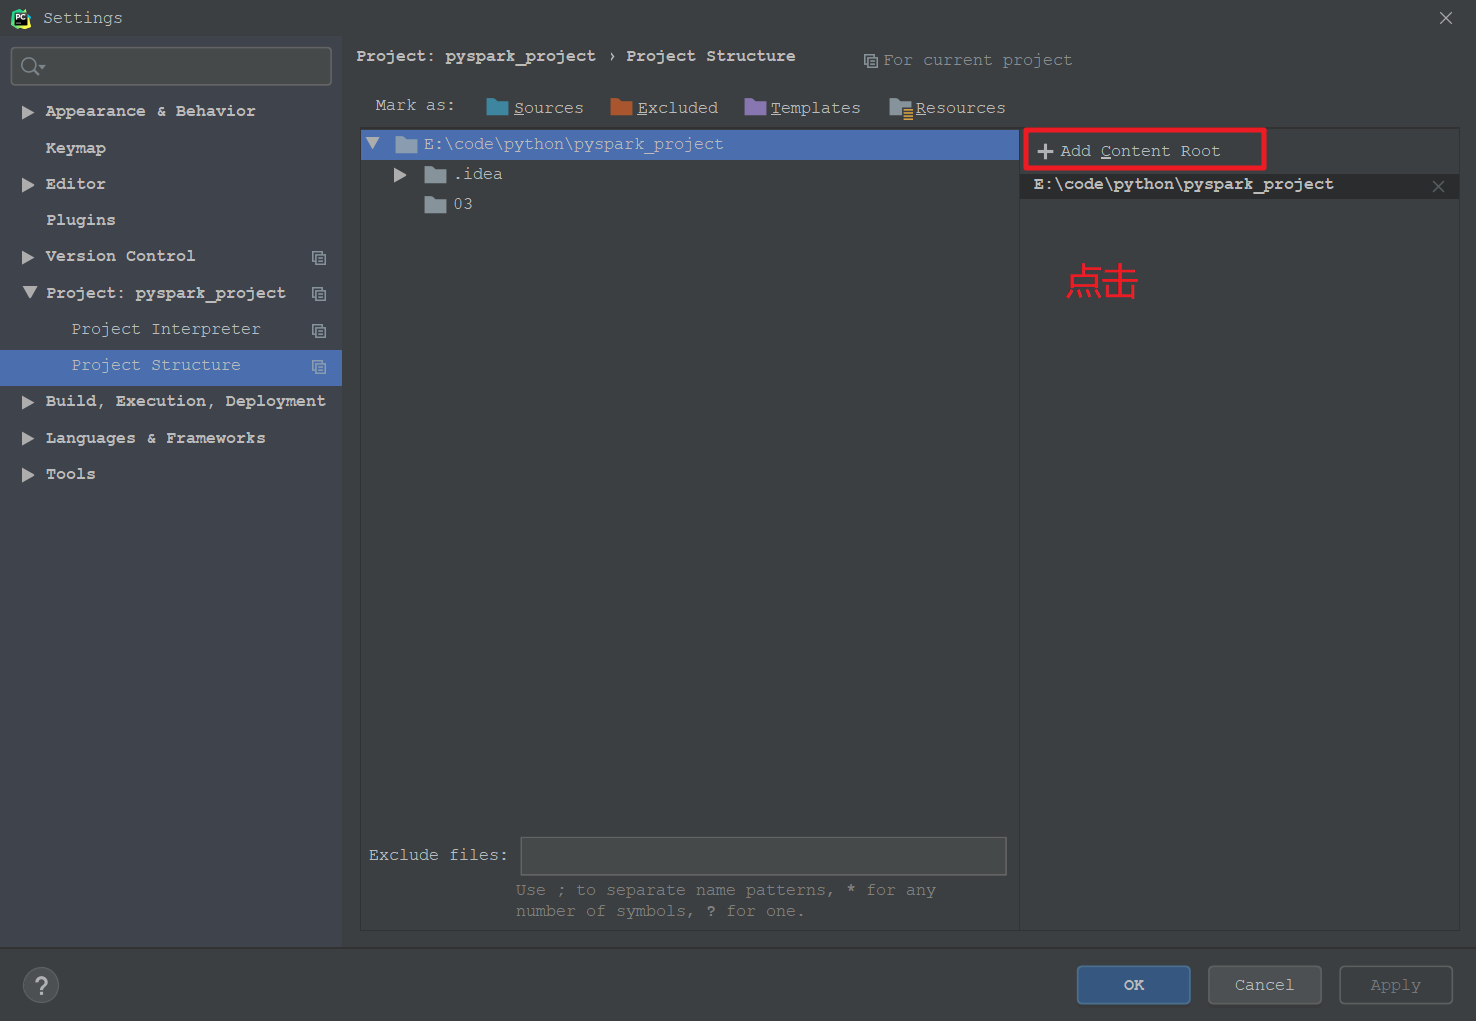 Settings
Project: pyspark_project › Project Structure
For current project
Appearance & Behavior
Keymap
Editor
Plugins
Version Control
Project: pyspark_project
Project Interpreter
Project Structure
Build, Execution, Deployment
Languages & Frameworks
Tools
Mark as: Sources Excluded Templates Resources
E:\code\python\pyspark_project
.idea
03
Add Content Root
E:\code\python\pyspark_project
点击
Exclude files:
Use ; to separate name patterns, * for any
number of symbols, ? for one.
?
OK Cancel Apply